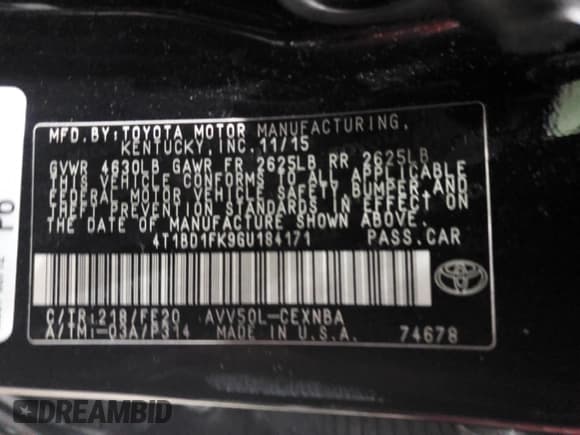 MFD.BY:TOYOTA MOTOR MANUFACTURING,
KENTUCKY,INC.11/15
GVWR 4630LB GAWR FR 2625LB RR 2625LB
THIS VEHICLE CONFORMS TO ALL APPLICABLE
FEDERAL MOTOR VEHICLE SAFETY,BUMPER,AND
THEFT PREVENTION STANDARDS IN EFFECT ON
THE DATE OF MANUFACTURE SHOWN ABOVE.
4T1BD1FK9GU184171 PASS.CAR
C/TR:218/FE20 AVV50L-CEXNBA
A/TM:-03A/P314 MADE IN U.S.A. 74678
DREAMBID